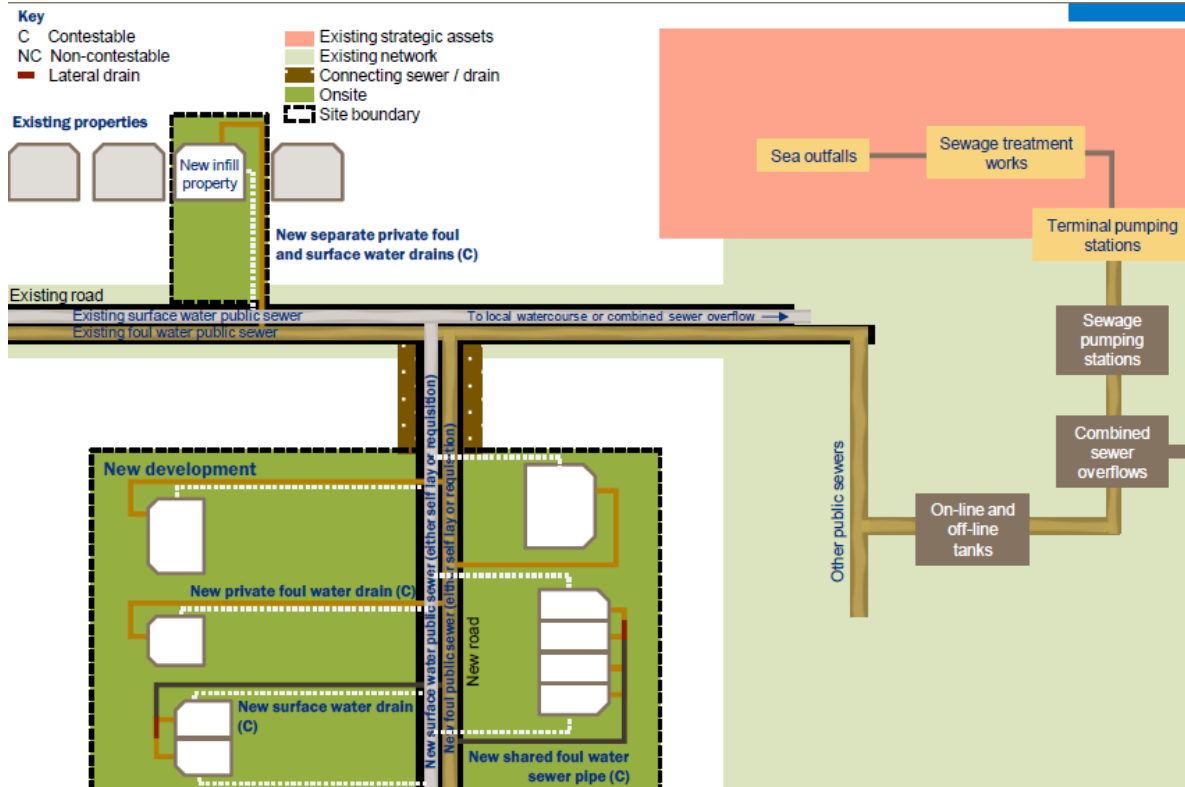 Key
C Contestable
NC Non-contestable
Lateral drain
Existing strategic assets
Existing network
Connecting sewer / drain
Onsite
Site boundary
Existing properties
New infill
property
New separate private foul
and surface water drains (C)
Sea outfalls
Sewage treatment
works
Terminal pumping
stations
Existing road
Existing surface water public sewer
To local watercourse or combined sewer overflow
Existing foul water public sewer
Sewage
pumping
stations
Combined
sewer
overflows
On-line and
off-line
tanks
Other public sewers
New development
New surface water public sewer (either self lay or requisition)
New foul public sewer (either self lay or requisition)
New road
New private foul water drain (C)
New surface water drain
(C)
New shared foul water
sewer pipe (C)